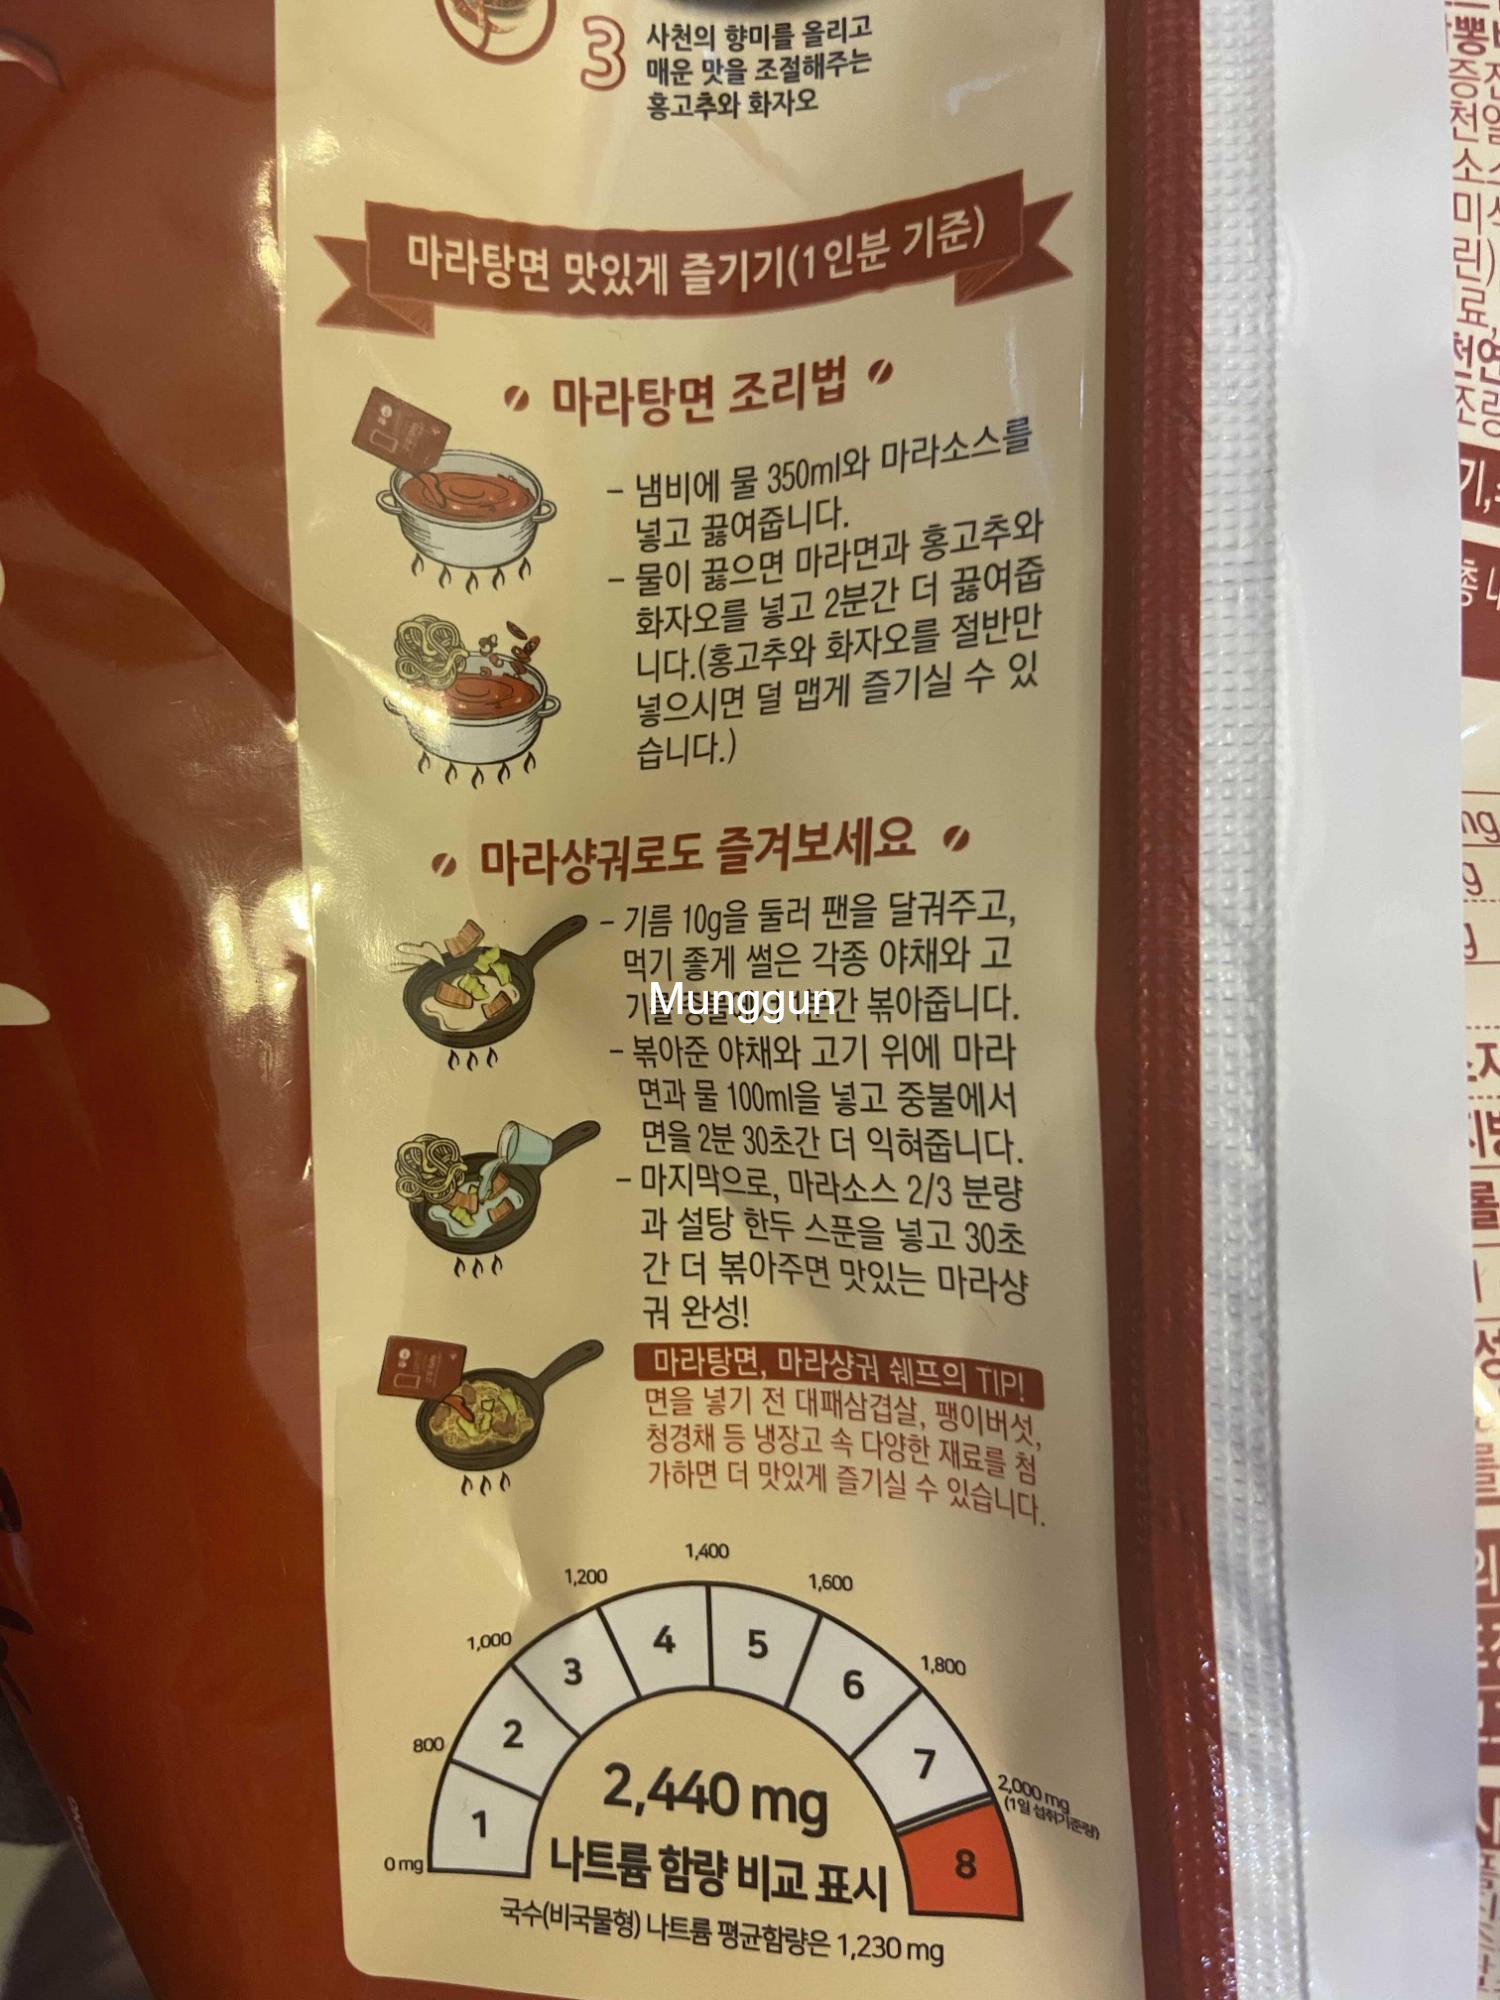 3
사천의 향미를 올리고
매운 맛을 조절해주는
홍고추와 화자오
마라탕면 맛있게 즐기기(1인분 기준)
마라탕면 조리법
- 냄비에 물 350ml와 마라소스를
넣고 끓여줍니다.
- 물이 끓으면 마라면과 홍고추와
화자오를 넣고 2분간 더 끓여줍
니다.(홍고추와 화자오를 절반만
넣으시면 덜 맵게 즐기실 수 있
습니다.)
마라샹궈로도 즐겨보세요
- 기름 10g을 둘러 팬을 달궈주고,
먹기 좋게 썰은 각종 야채와 고
볶아줍니다.
Munggun
- 볶아준 야채와 고기 위에 마라
면과 물 100ml을 넣고 중불에서
면을 2분 30초간 더 익혀줍니다.
- 마지막으로, 마라소스 2/3 분량
과 설탕 한두 스푼을 넣고 30초
간 더 볶아주면 맛있는 마라샹
궈 완성!
마라탕면, 마라샹궈 쉐프의 TIP!
면을 넣기 전 대패삼겹살, 팽이버섯,
청경채 등 냉장고 속 다양한 재료를 첨
가하면 더 맛있게 즐기실 수 있습니다.
0 mg
800
1,000
1,200
1,400
1,600
1,800
2,000 mg
(1일 섭취기준량)
1
2
3
4
5
6
7
8
2,440 mg
나트륨 함량 비교 표시
국수(비국물형) 나트륨 평균함량은 1,230 mg